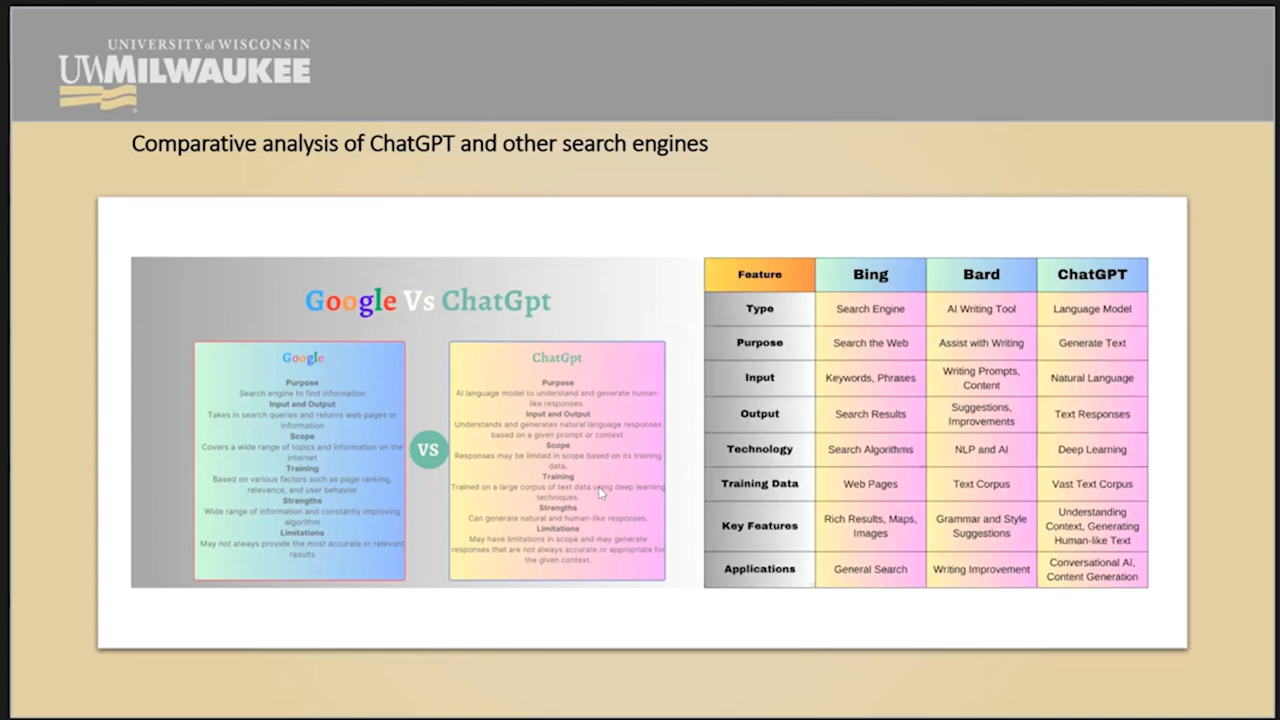 UNIVERSITY of WISCONSIN
UWMILWAUKEE
Comparative analysis of ChatGPT and other search engines
Google Vs ChatGpt
Google
Purpose
Search engine to find information
Input and Output
Takes in search queries and returns web pages or
information
Scope
Covers a wide range of topics and information on the
internet
Training
Based on various factors such as page ranking,
relevance, and user behavior
Strengths
Wide range of information and constantly improving
algorithm
Limitations
May not always provide the most accurate or relevant
results
VS
ChatGpt
Purpose
AI language model to understand and generate human-
like responses.
Input and Output
Understands and generates natural language responses
based on a given prompt or context.
Scope
Responses may be limited in scope based on its training
data.
Training
Trained on a large corpus of text data using deep learning
techniques.
Strengths
Can generate natural and human-like responses.
Limitations
May have limitations in scope and may generate
responses that are not always accurate or appropriate for
the given context.
Feature Bing Bard ChatGPT
Type Search Engine AI Writing Tool Language Model
Purpose Search the Web Assist with Writing Generate Text
Input Keywords, Phrases Writing Prompts, Content Natural Language
Output Search Results Suggestions, Improvements Text Responses
Technology Search Algorithms NLP and AI Deep Learning
Training Data Web Pages Text Corpus Vast Text Corpus
Key Features Rich Results, Maps, Images Grammar and Style Suggestions Understanding Context, Generating Human-like Text
Applications General Search Writing Improvement Conversational AI, Content Generation